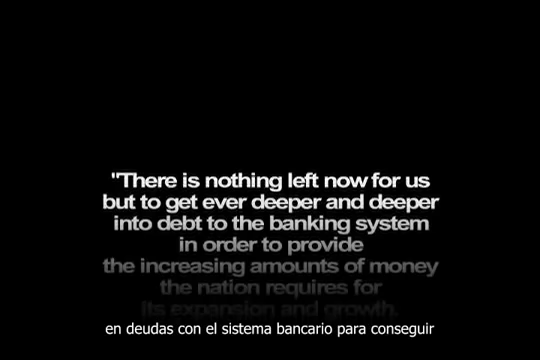 "There is nothing left now for us
but to get ever deeper and deeper
into debt to the banking system
in order to provide
the increasing amounts of money
the nation requires for
its expansion and growth.
en deudas con el sistema bancario para conseguir